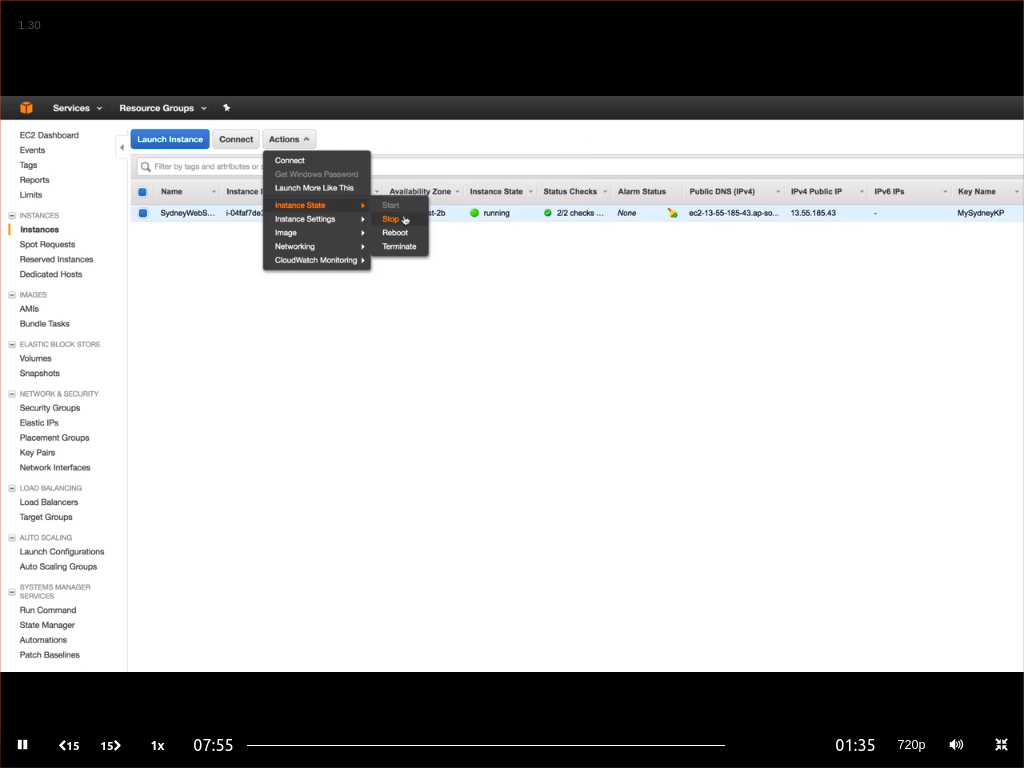 1.30
Services Resource Groups
EC2 Dashboard
Events
Tags
Reports
Limits
INSTANCES
Instances
Spot Requests
Reserved Instances
Dedicated Hosts
IMAGES
AMIs
Bundle Tasks
ELASTIC BLOCK STORE
Volumes
Snapshots
NETWORK & SECURITY
Security Groups
Elastic IPs
Placement Groups
Key Pairs
Network Interfaces
LOAD BALANCING
Load Balancers
Target Groups
AUTO SCALING
Launch Configurations
Auto Scaling Groups
SYSTEMS MANAGER
SERVICES
Run Command
State Manager
Automations
Patch Baselines
Launch Instance Connect Actions
Filter by tags and attributes or
Connect
Get Windows Password
Launch More Like This
Instance State
Instance Settings
Image
Networking
CloudWatch Monitoring
Start
Stop
Reboot
Terminate
Name Instance Availability Zone Instance State Status Checks Alarm Status Public DNS (IPv4) IPv4 Public IP IPv6 IPs Key Name
SydneyWebS... st-2b running 2/2 checks ... None ec2-13-55-185-43.ap-so... 13.55.185.43 - MySydneyKP
15 15 1x 07:55 01:35 720p